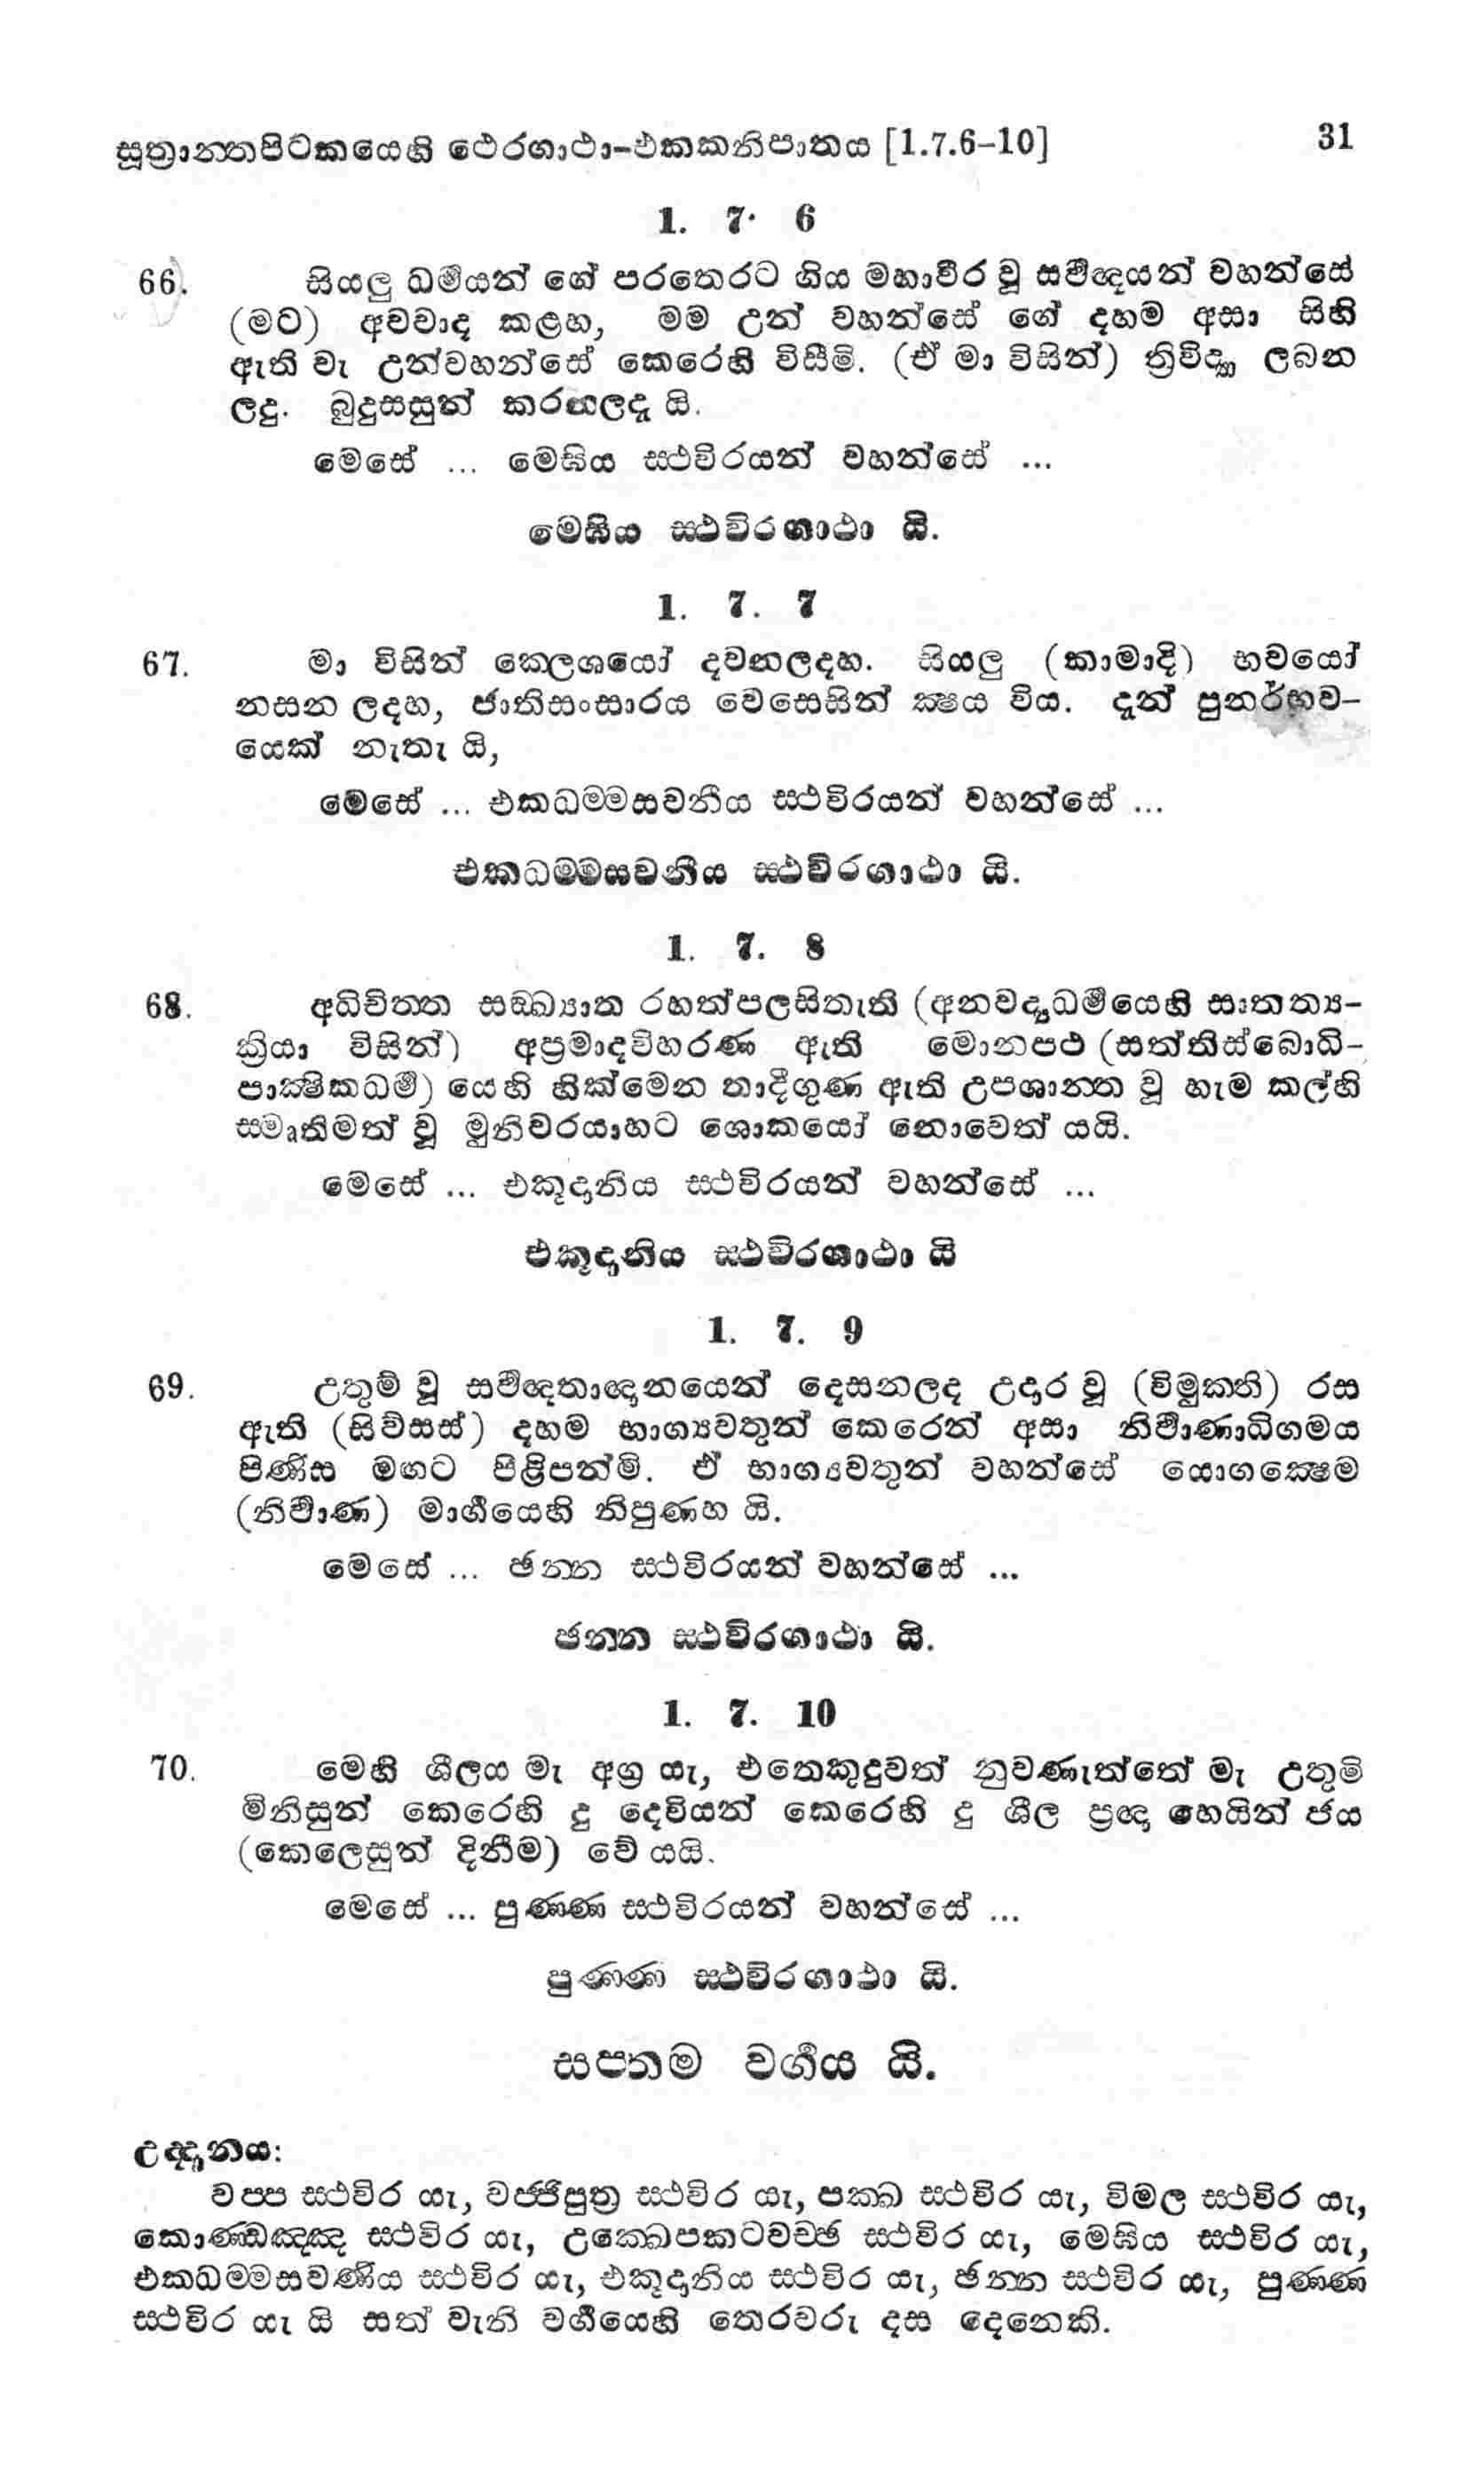 සූත්‍රාන්තපිටකයෙහි ථෙරගාථා-එකකනිපාතය [1.7.6-10] 31
1. 7. 6
66. සියලු ධර්මයන් ගේ පරතෙරට ගිය මහාවීර වූ සර්වඥයන් වහන්සේ
(මට) අවවාද කළහ, මම උන් වහන්සේ ගේ දහම අසා සිහි
ඇති වැ උන්වහන්සේ කෙරෙහි විසීමි. (ඒ මා විසින්) ත්‍රිවිද්‍යා ලබන
ලදු. බුදුසසුන් කරනලදැ යි.
මෙසේ ... මෙඝිය ස්ථවිරයන් වහන්සේ ...
මෙඝිය ස්ථවිරගාථා යි.
1. 7. 7
67. මා විසින් කෙලශයෝ දවනලදහ. සියලු (කාමාදි) භවයෝ
නසන ලදහ, ජාතිසංසාරය වෙසෙසින් ක්‍ෂය විය. දැන් පුනර්භව-
යෙක් නැතැ යි,
මෙසේ ... එකධම්මසවනීය ස්ථවිරයන් වහන්සේ ...
එකධම්මසවනීය ස්ථවිරගාථා යි.
1. 7. 8
68. අධිචිත්ත සඞ්ඛ්‍යාත රහත්පලසිතැති (අනවද්‍යධර්මයෙහි සාතත්‍ය-
ක්‍රියා විසින්) අප්‍රමාදවිහරණ ඇති මොනපථ (සත්තිස්බොධි-
පාක්‍ෂිකධර්ම) යෙහි හික්මෙන තාදීගුණ ඇති උපශාන්ත වූ හැම කල්හි
සමෘතිමත් වූ මුනිවරයාහට ශොකයෝ නොවෙත් යයි.
මෙසේ ... එකුදානිය ස්ථවිරයන් වහන්සේ ...
එකුදානිය ස්ථවිරගාථා යි
1. 7. 9
69. උතුම් වූ සර්වඥතාඥානයෙන් දෙසනලද උදාර වූ (විමුක්ති) රස
ඇති (සිව්සස්) දහම භාග්‍යවතුන් කෙරෙන් අසා නිර්වාණාධිගමය
පිණිස මඟට පිළිපන්මි. ඒ භාග්‍යවතුන් වහන්සේ යොගක්‍ෂෙම
(නිර්වාණ) මාර්ගයෙහි නිපුණහ යි.
මෙසේ ... ඡන්න ස්ථවිරයන් වහන්සේ ...
ඡන්න ස්ථවිරගාථා යි.
1. 7. 10
70. මෙහි ශීලය මැ අග්‍ර යැ, එතෙකුදුවත් නුවණැත්තේ මැ උතුමි
මිනිසුන් කෙරෙහි දු දෙවියන් කෙරෙහි දු ශීල ප්‍රඥා හෙයින් ජය
(කෙලෙසුන් දිනීම) වේ යයි.
මෙසේ ... පුණ්ණ ස්ථවිරයන් වහන්සේ ...
පුණ්ණ ස්ථවිරගාථා යි.
සප්තම වර්ගය යි.
උද්දානය:
වප්ප ස්ථවිර යැ, වජ්ජිපුත්‍ර ස්ථවිර යැ, පක්ඛ ස්ථවිර යැ, විමල ස්ථවිර යැ,
කොණ්ඩඤ්ඤ ස්ථවිර යැ, උක්ඛෙපකටවච්ඡ ස්ථවිර යැ, මෙඝිය ස්ථවිර යැ,
එකධම්මසවණීය ස්ථවිර යැ, එකුදානිය ස්ථවිර යැ, ඡන්න ස්ථවිර යැ, පුණ්ණ
ස්ථවිර යැ යි සත් වැනි වර්ගයෙහි තෙරවරු දස දෙනෙකි.